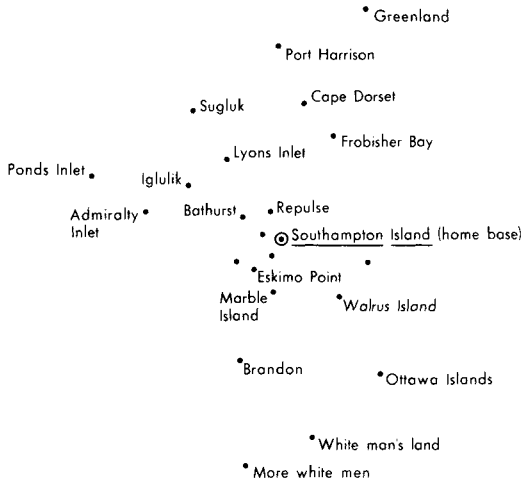 Greenland
Port Harrison
Cape Dorset
Sugluk
Frobisher Bay
Lyons Inlet
Ponds Inlet
Iglulik
Admiralty
Inlet
Bathurst
Repulse
Southampton Island (home base)
Eskimo Point
Marble
Island
Walrus Island
Brandon
Ottawa Islands
White man's land
More white men